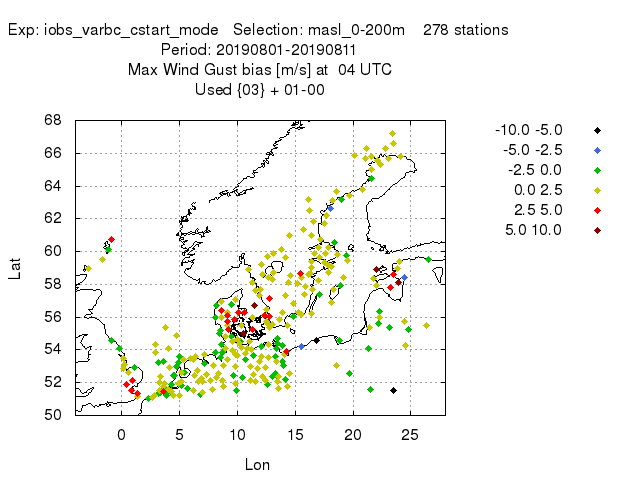 Exp: iobs_varbc_cstart_mode Selection: masl_0-200m 278 stations
Period: 20190801-20190811
Max Wind Gust bias [m/s] at 04 UTC
Used {03} + 01-00
68
66
64
62
60
58
56
54
52
50
Lat
0 5 10 15 20 25
Lon
-10.0 -5.0
-5.0 -2.5
-2.5 0.0
0.0 2.5
2.5 5.0
5.0 10.0